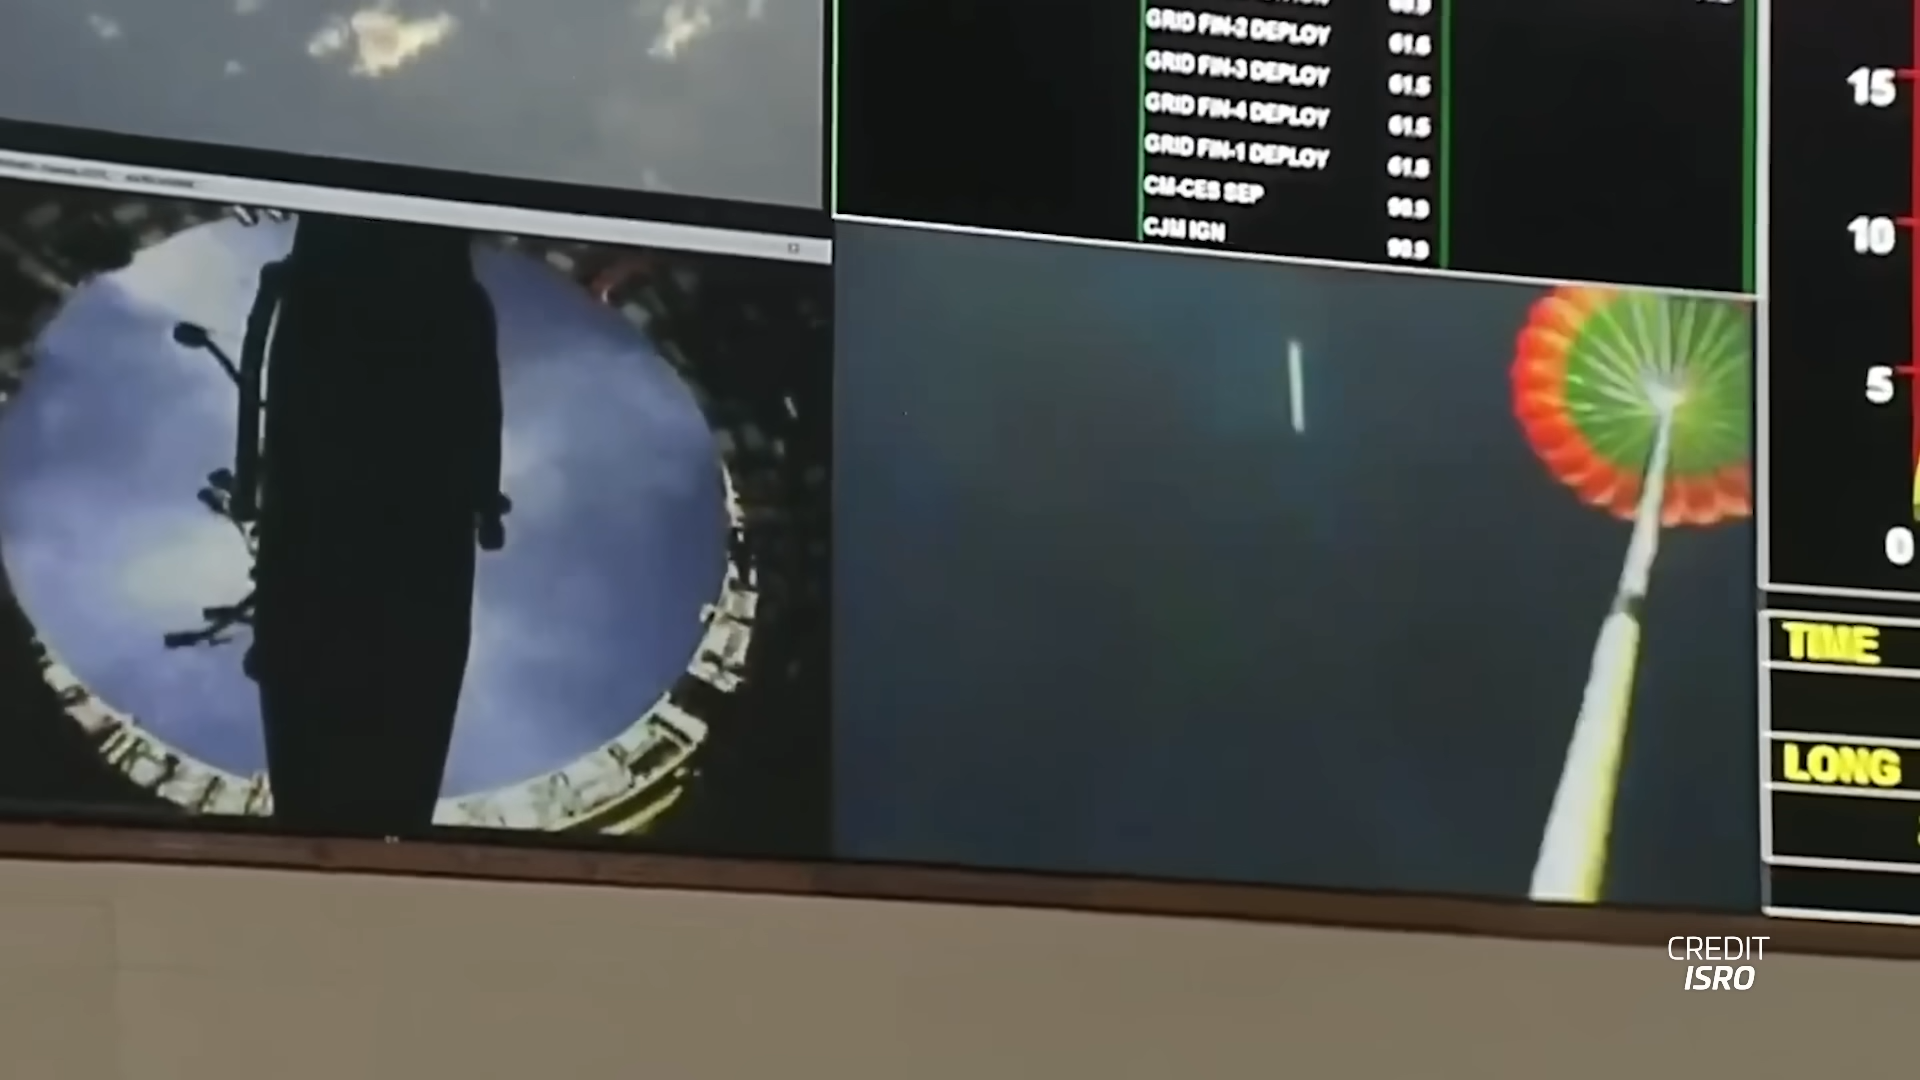 GRID FIN-2 DEPLOY 61.6
GRID FIN-3 DEPLOY 61.5
GRID FIN-4 DEPLOY 61.5
GRID FIN-1 DEPLOY 61.8
CM-CES SEP 90.9
CJM IGN 90.9
15
10
5
0
TIME
LONG
CREDIT
ISRO